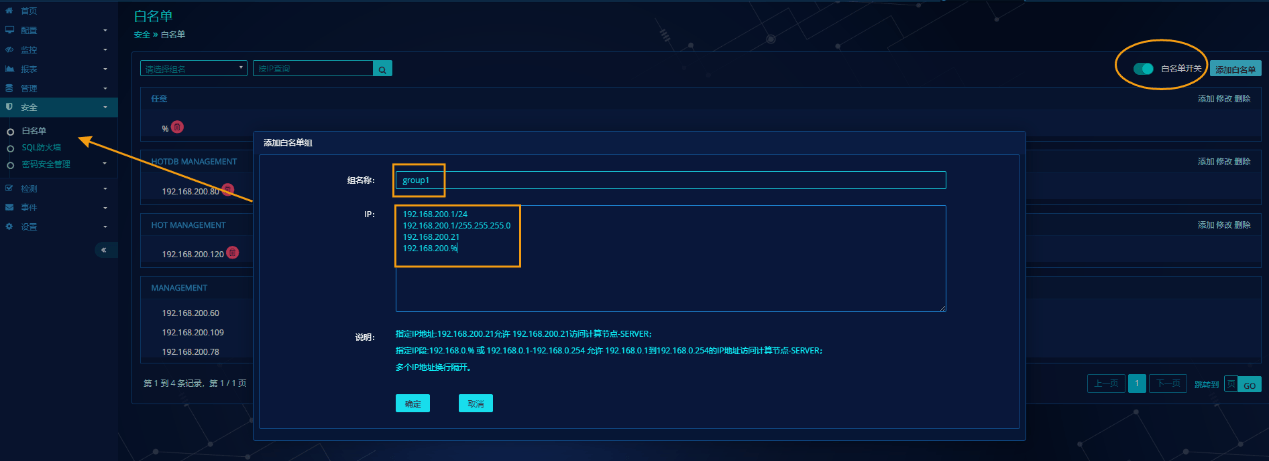 首页
配置
监控
报表
管理
安全
白名单
SQL防火墙
密码安全管理
检测
事件
设置
白名单
安全 » 白名单
请选择组名
按IP查询
白名单开关
添加白名单
任意
添加 修改 删除
%
HOTDB MANAGEMENT
添加 修改 删除
192.168.200.80
HOT MANAGEMENT
添加 修改 删除
192.168.200.120
MANAGEMENT
192.168.200.60
192.168.200.109
192.168.200.78
第 1 到 4 条记录，第 1 / 1 页
上一页
1
下一页
跳转到
页
GO
添加白名单组
组名称:
group1
IP:
192.168.200.1/24
192.168.200.1/255.255.255.0
192.168.200.21
192.168.200.%
说明:
指定IP地址:192.168.200.21允许 192.168.200.21访问计算节点-SERVER；
指定IP段:192.168.0.% 或 192.168.0.1-192.168.0.254 允许 192.168.0.1到192.168.0.254的IP地址访问计算节点-SERVER；
多个IP地址换行隔开。
确定
取消